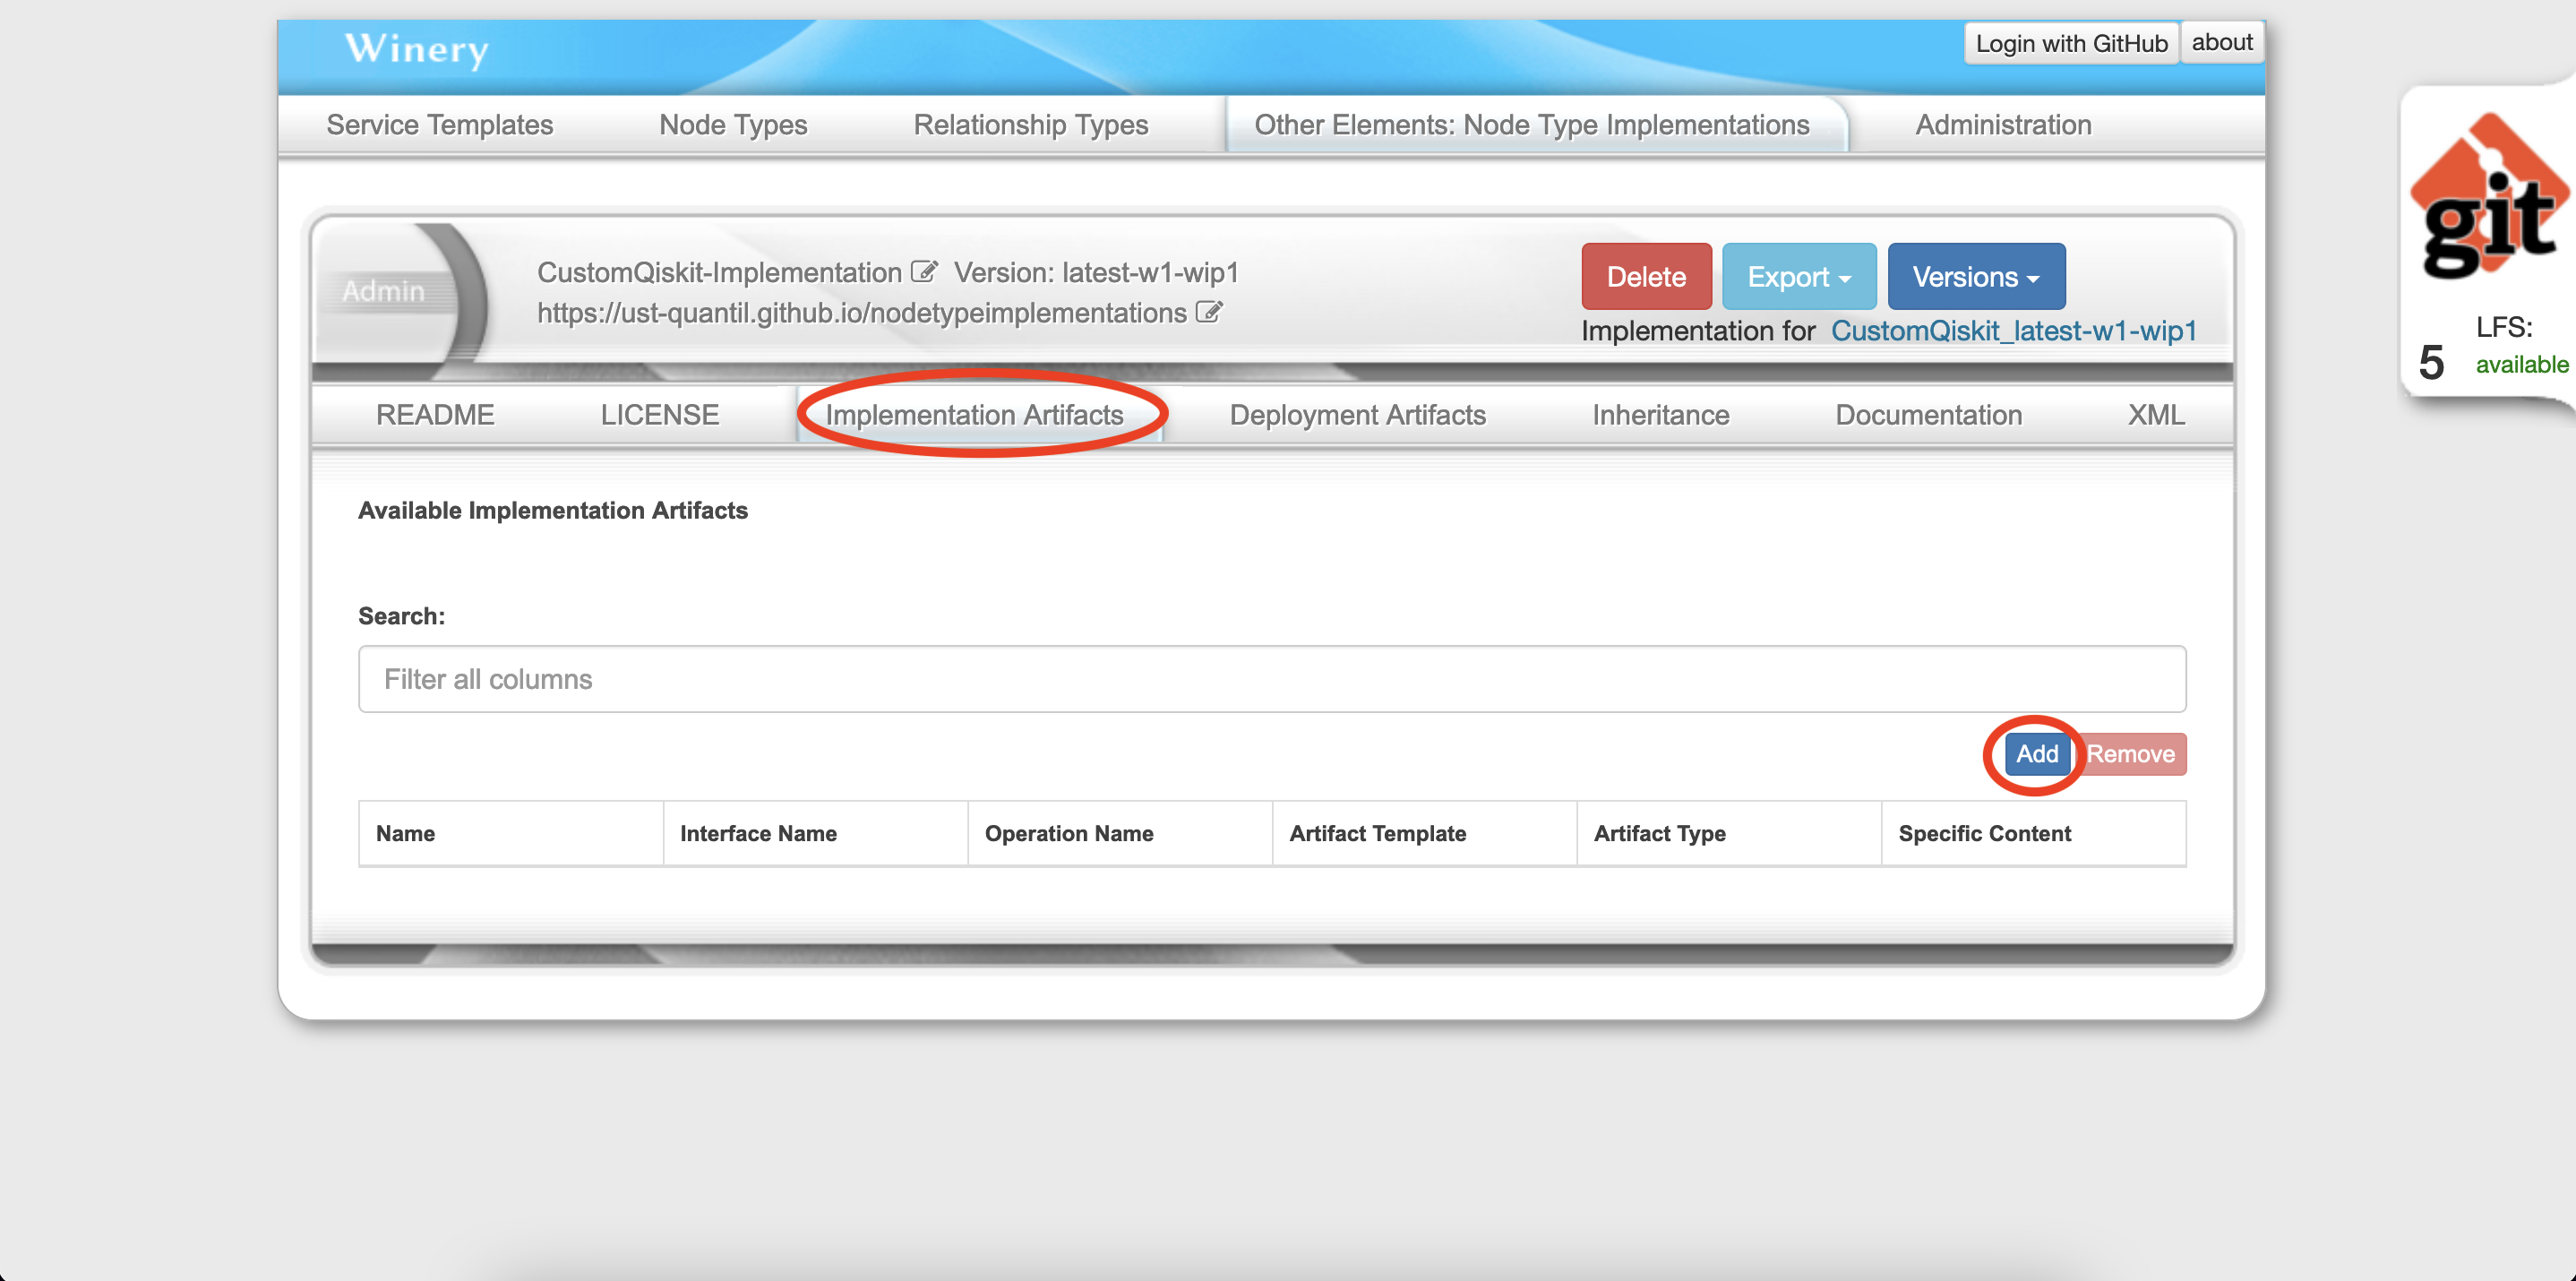 Winery
Login with GitHub about
Service Templates Node Types Relationship Types Other Elements: Node Type Implementations Administration
git
LFS:
5 available
Admin
CustomQiskit-Implementation Version: latest-w1-wip1
https://ust-quantil.github.io/nodetypeimplementations
Delete Export Versions
Implementation for CustomQiskit_latest-w1-wip1
README LICENSE Implementation Artifacts Deployment Artifacts Inheritance Documentation XML
Available Implementation Artifacts
Search:
Filter all columns
Add Remove
Name Interface Name Operation Name Artifact Template Artifact Type Specific Content